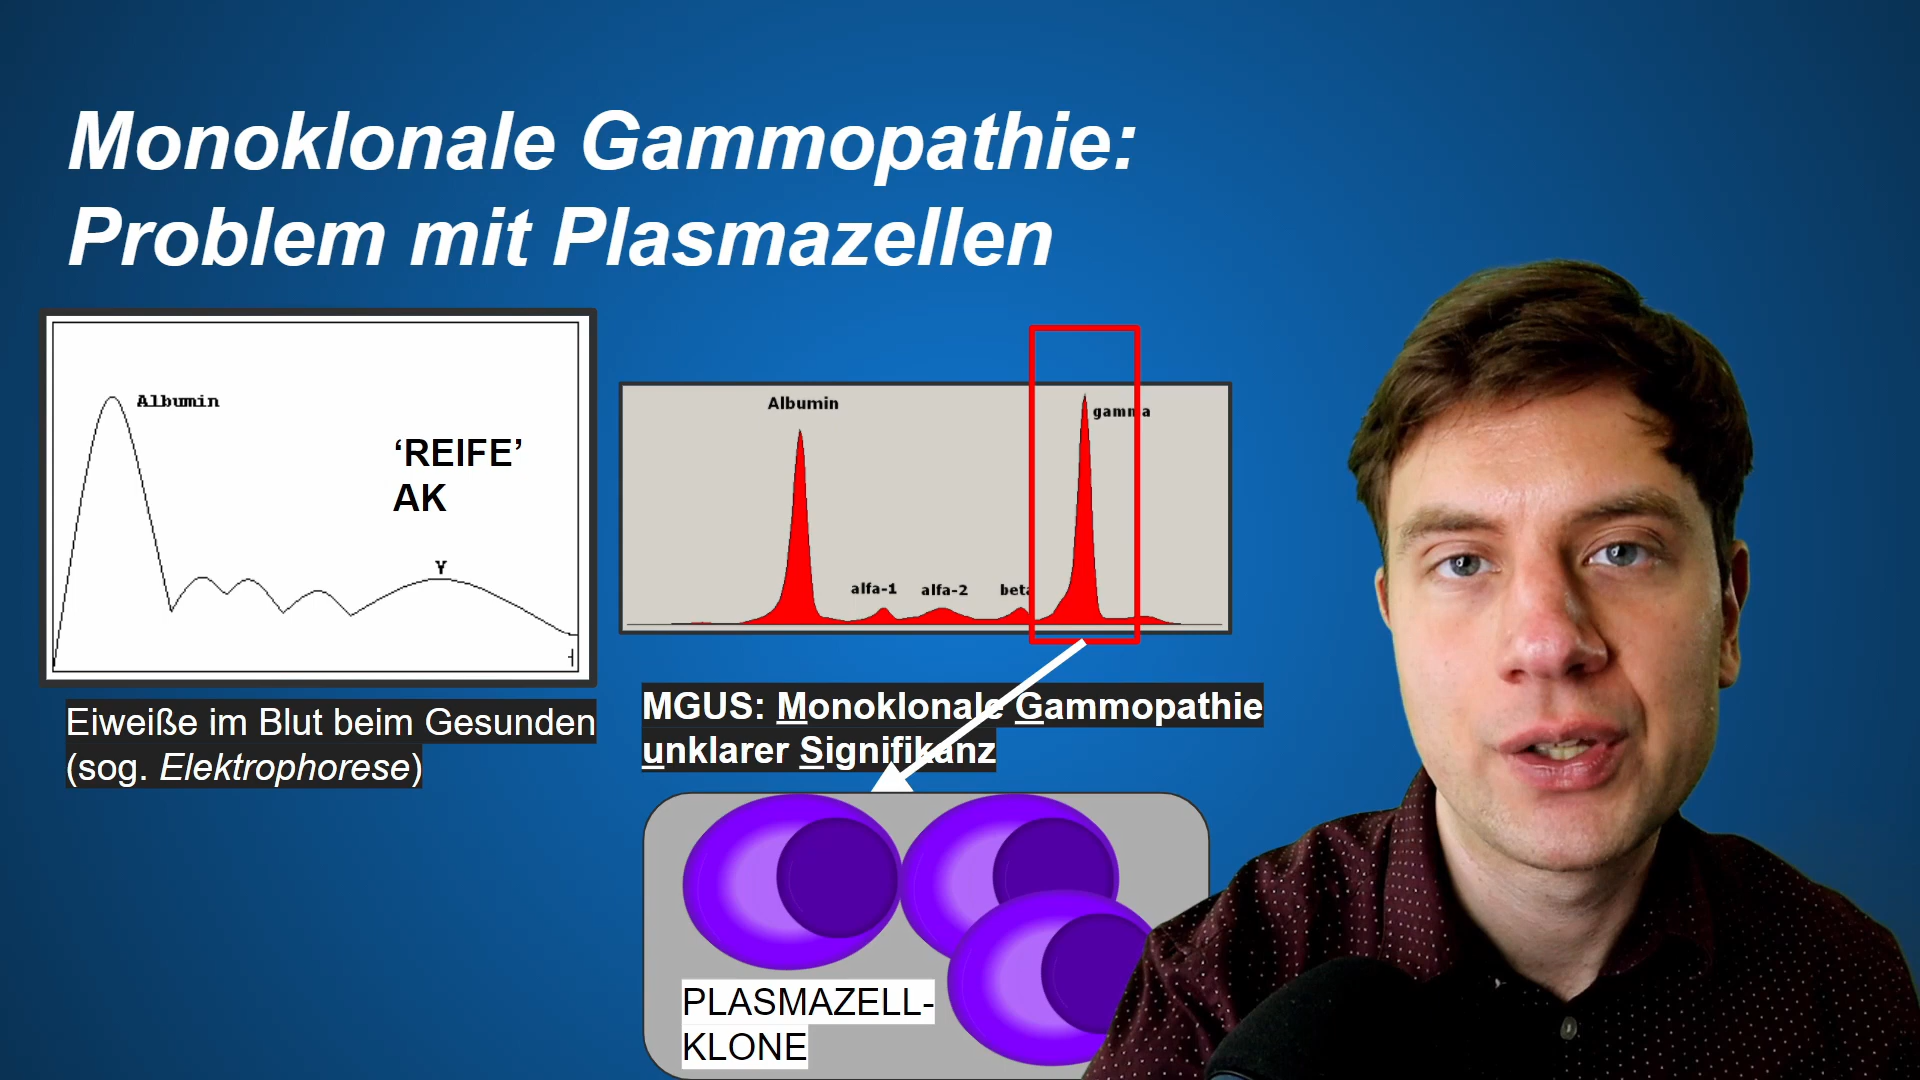 Monoklonale Gammopathie:
Problem mit Plasmazellen
Albumin
‘REIFE’
AK
γ
Eiweiße im Blut beim Gesunden
(sog. Elektrophorese)
Albumin
gamma
alfa-1
alfa-2
beta
MGUS: Monoklonale Gammopathie
unklarer Signifikanz
PLASMAZELL-
KLONE